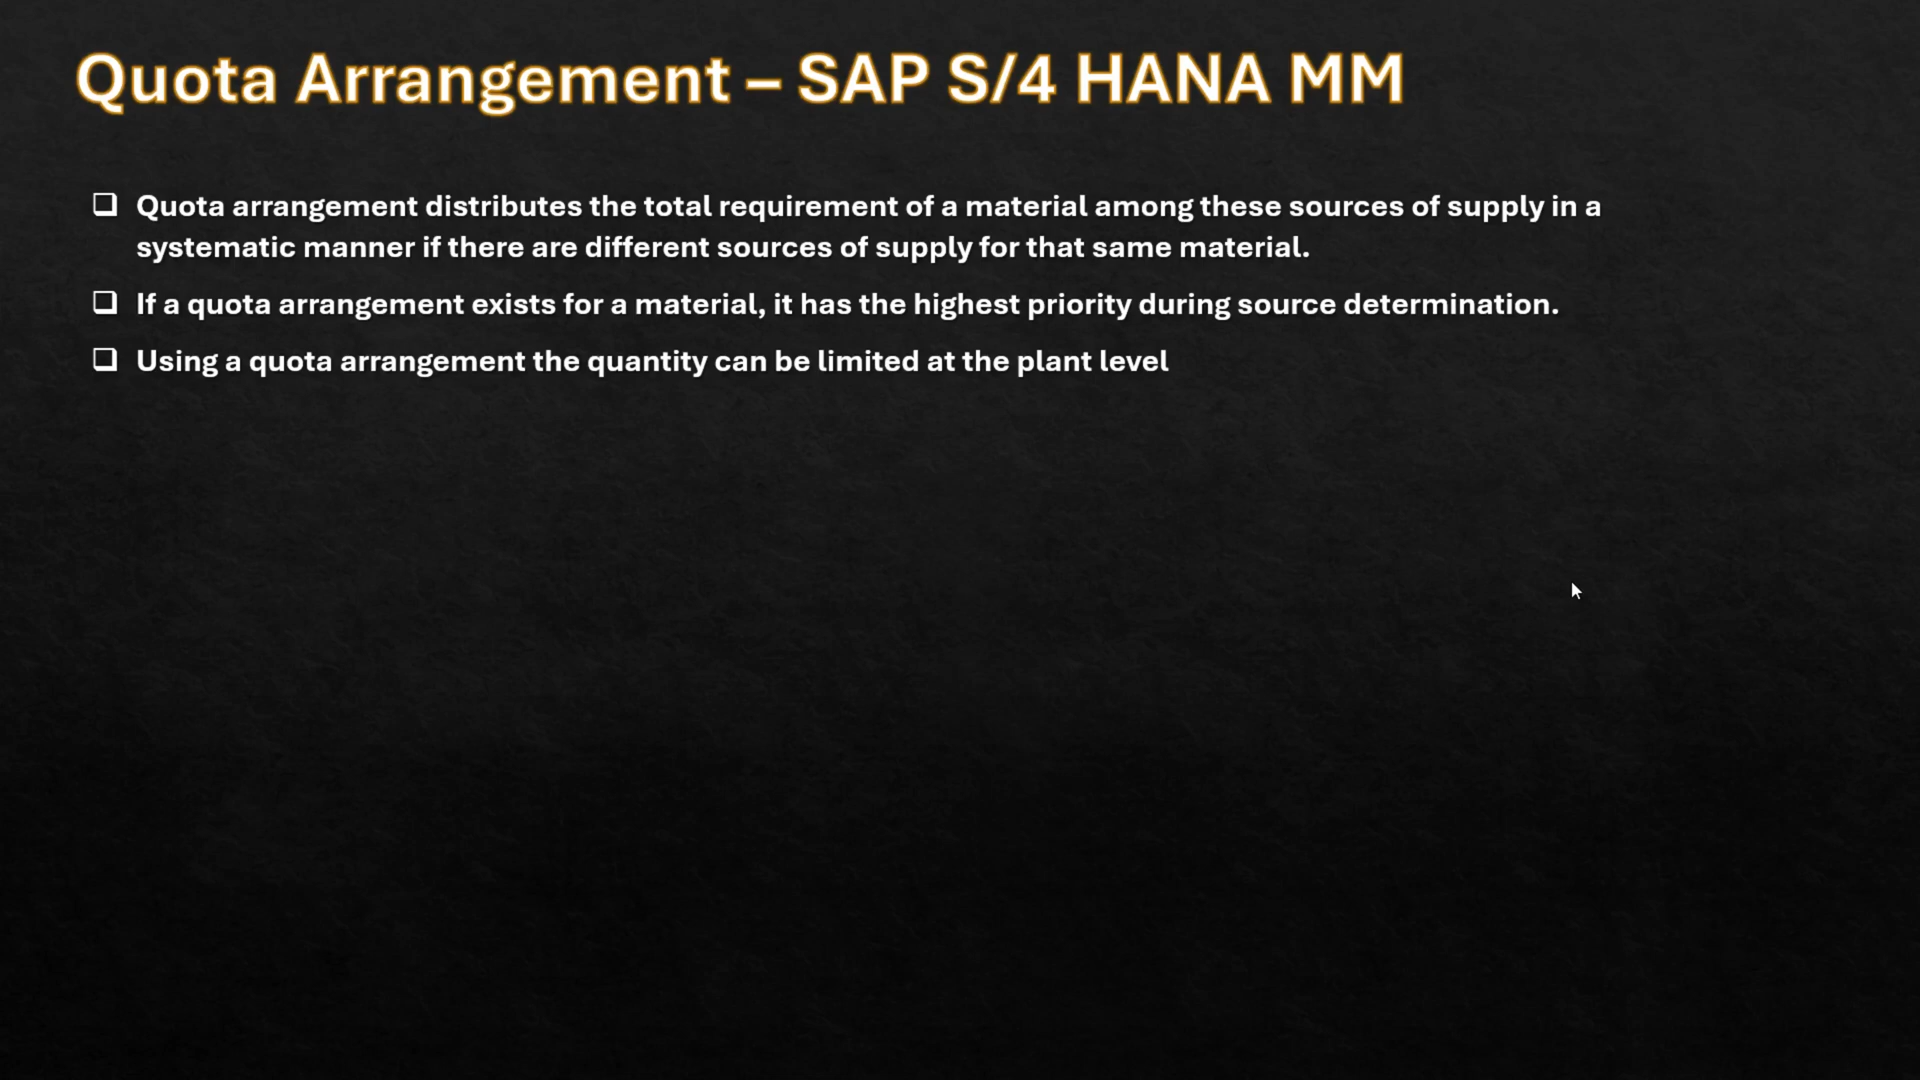 Quota Arrangement – SAP S/4 HANA MM
Quota arrangement distributes the total requirement of a material among these sources of supply in a
systematic manner if there are different sources of supply for that same material.
If a quota arrangement exists for a material, it has the highest priority during source determination.
Using a quota arrangement the quantity can be limited at the plant level